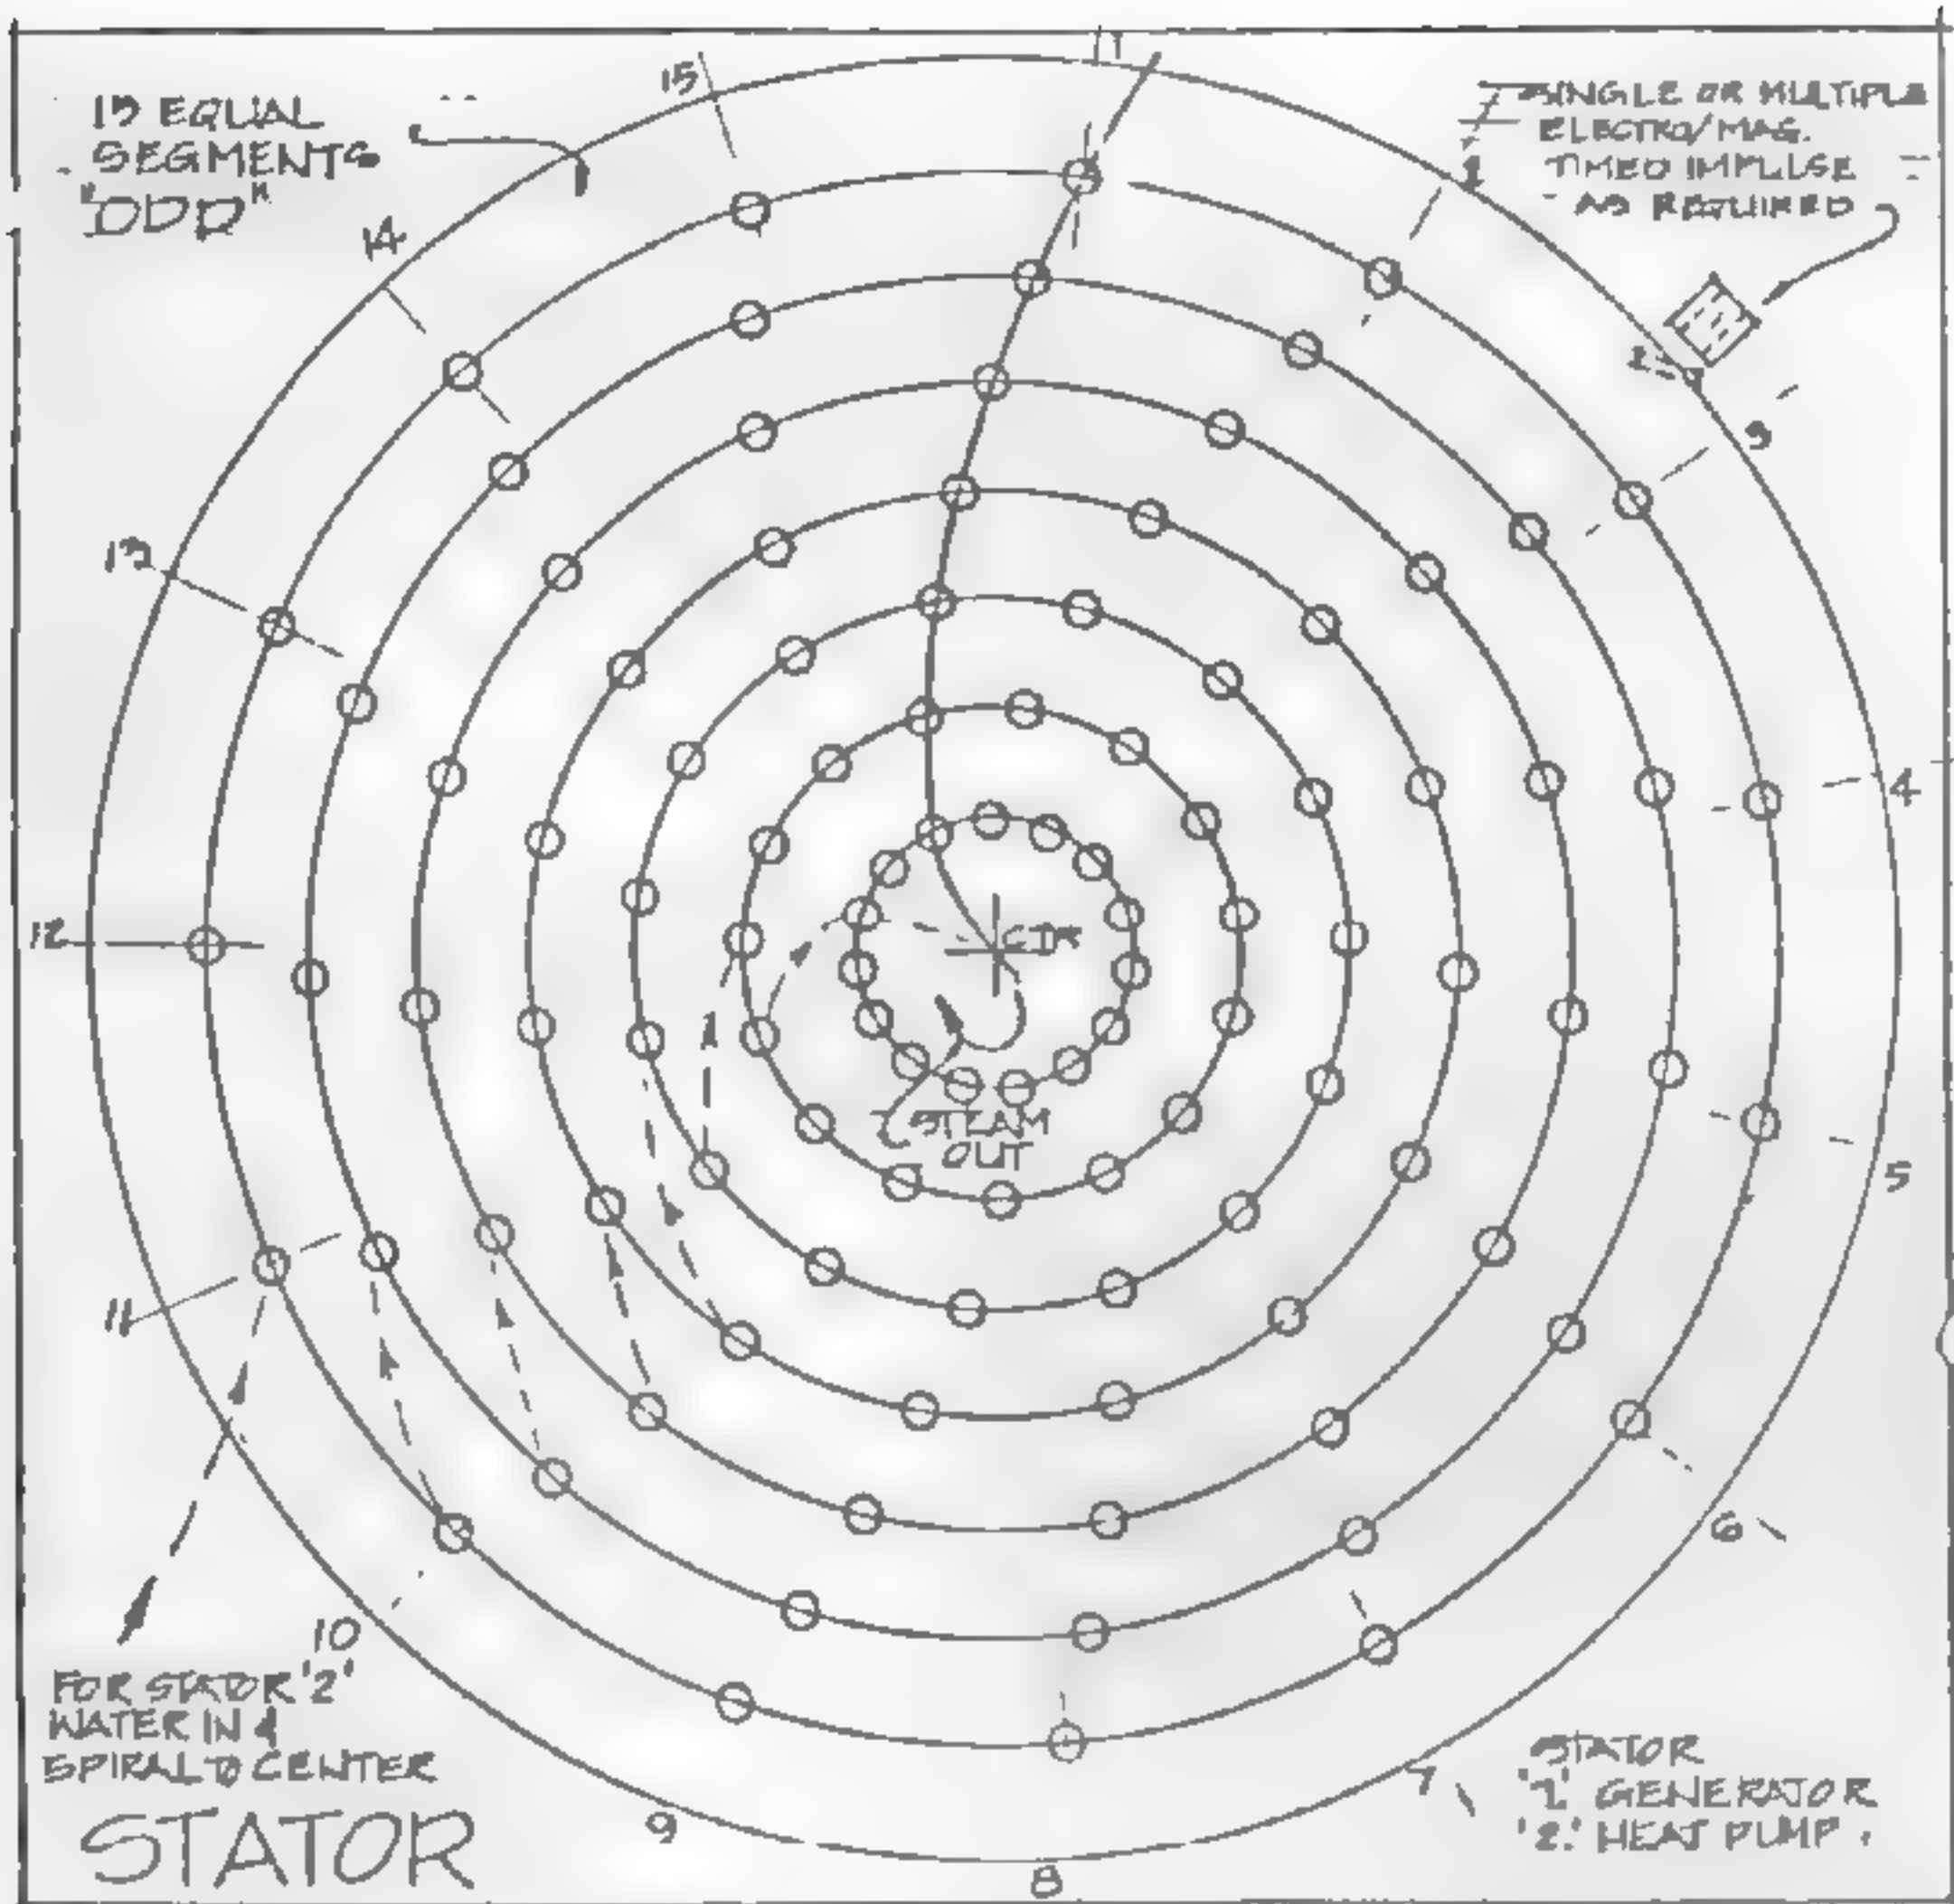 15 EQUAL
SEGMENTS
"ODD"
SINGLE OR MULTIPLE
ELECTRO/MAG.
TIMED IMPULSE
AS REQUIRED
15
1
14
2
3
13
4
12
CTR
STEAM
OUT
5
11
6
10
FOR STATOR '2'
WATER IN &
SPIRAL TO CENTER
STATOR
9
8
7
STATOR
'1' GENERATOR
'2.' HEAT PUMP.